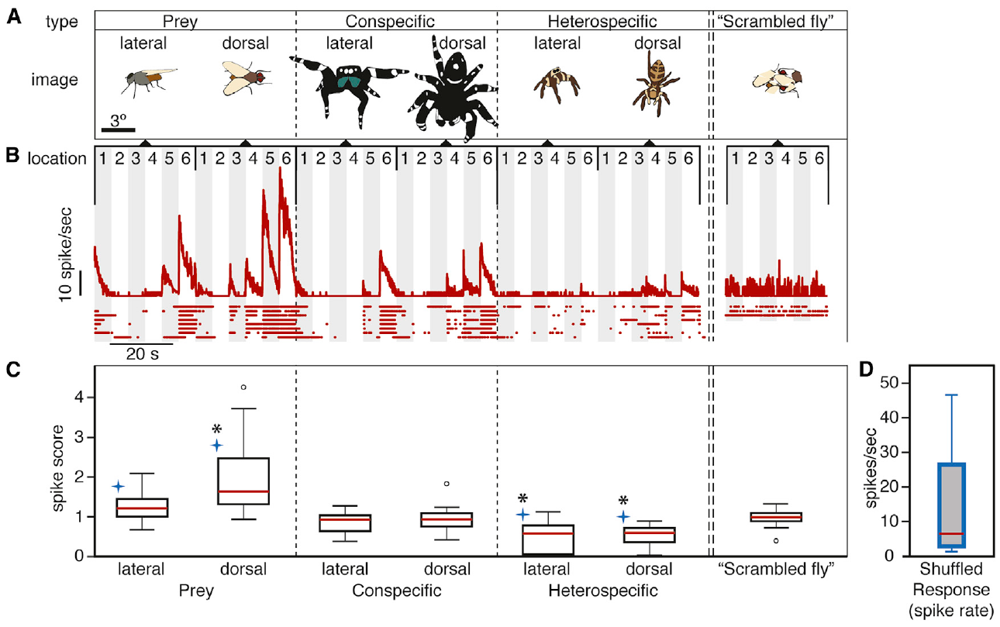 A type Prey Conspecific Heterospecific “Scrambled fly”
lateral dorsal lateral dorsal lateral dorsal
image
3º
B location 1 2 3 4 5 6 1 2 3 4 5 6 1 2 3 4 5 6 1 2 3 4 5 6 1 2 3 4 5 6 1 2 3 4 5 6 1 2 3 4 5 6
10 spike/sec
20 s
C
spike score
4
3
2
1
0
* * *
lateral dorsal lateral dorsal lateral dorsal “Scrambled fly”
Prey Conspecific Heterospecific
D
spikes/sec
50
40
30
20
10
0
Shuffled
Response
(spike rate)